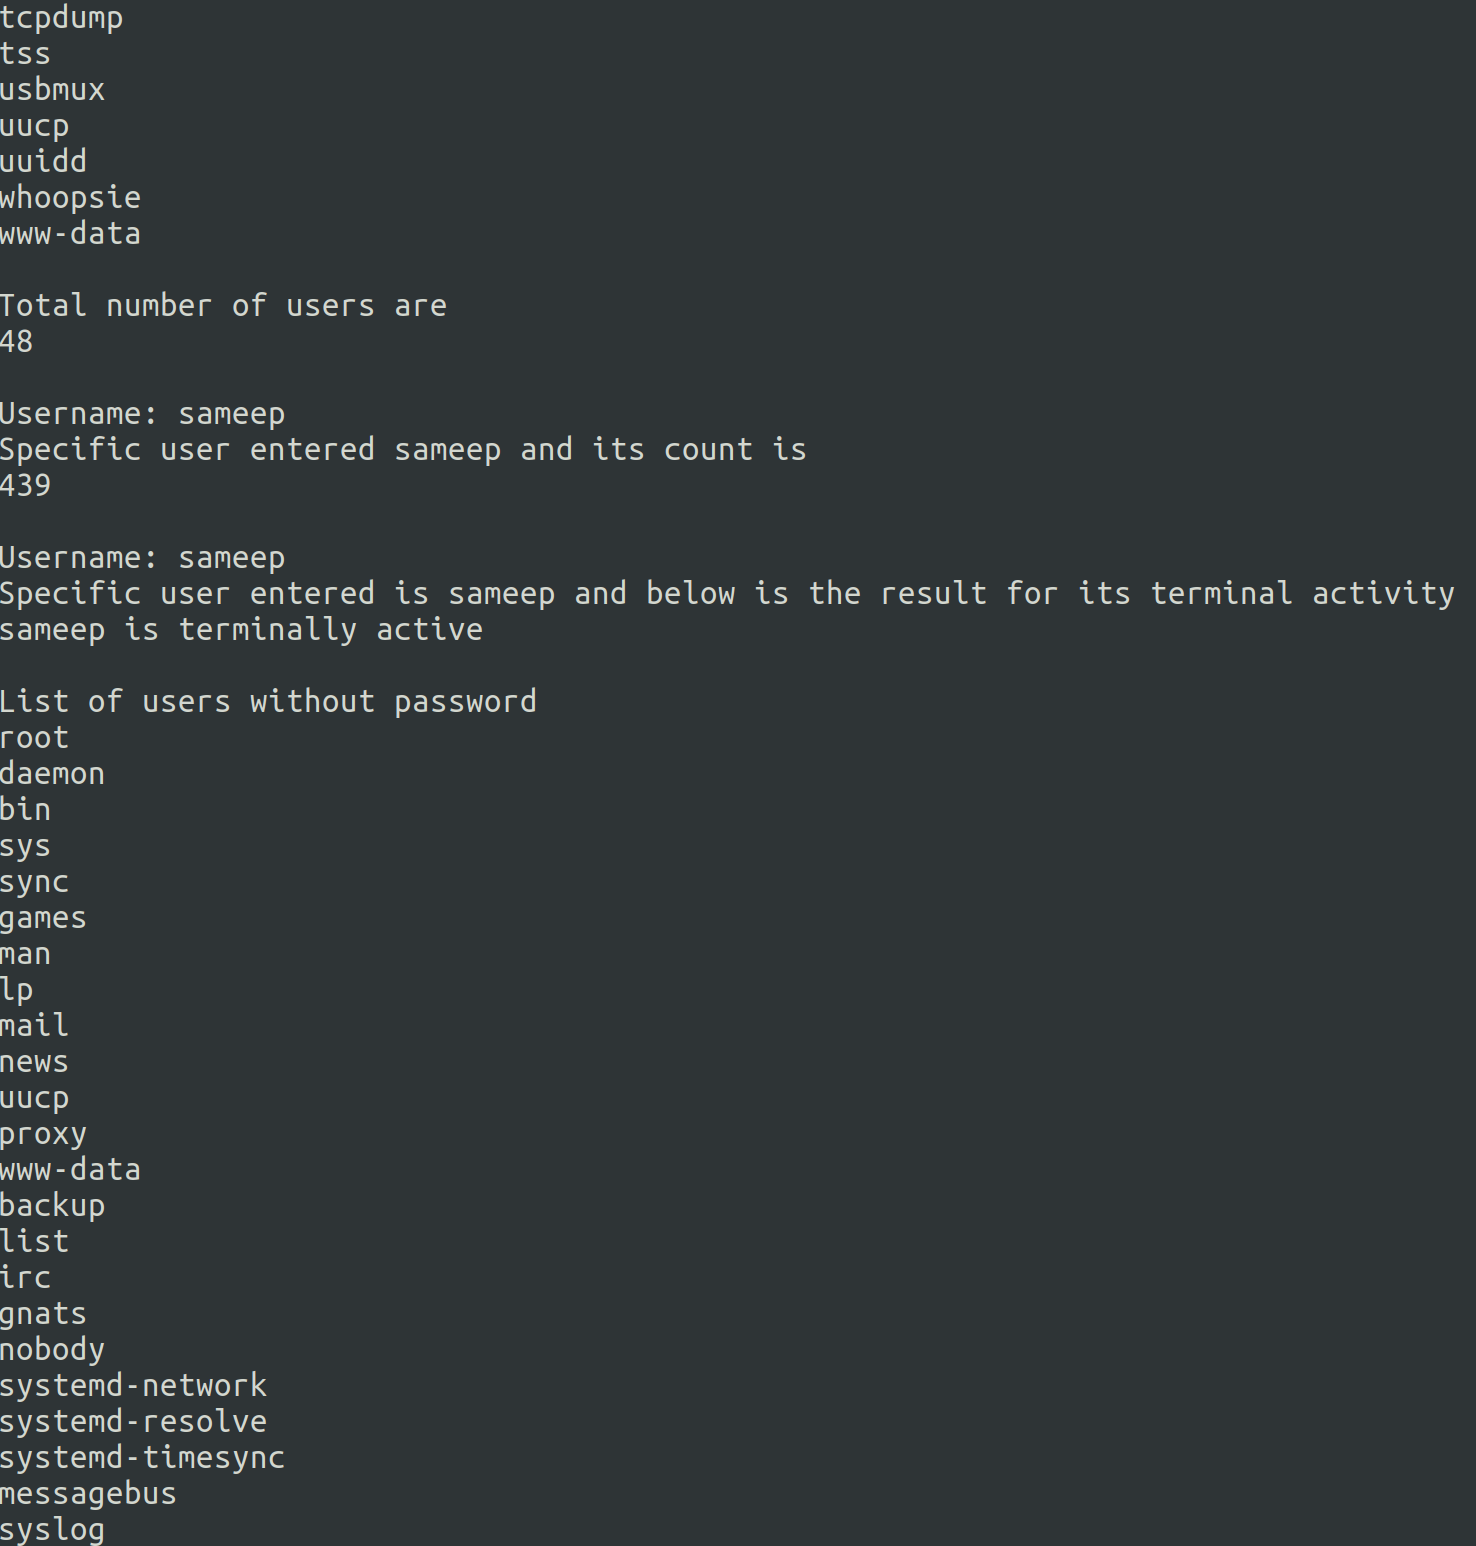 tcpdump
tss
usbmux
uucp
uuidd
whoopsie
www-data
Total number of users are
48
Username: sameep
Specific user entered sameep and its count is
439
Username: sameep
Specific user entered is sameep and below is the result for its terminal activity
sameep is terminally active
List of users without password
root
daemon
bin
sys
sync
games
man
lp
mail
news
uucp
proxy
www-data
backup
list
irc
gnats
nobody
systemd-network
systemd-resolve
systemd-timesync
messagebus
syslog